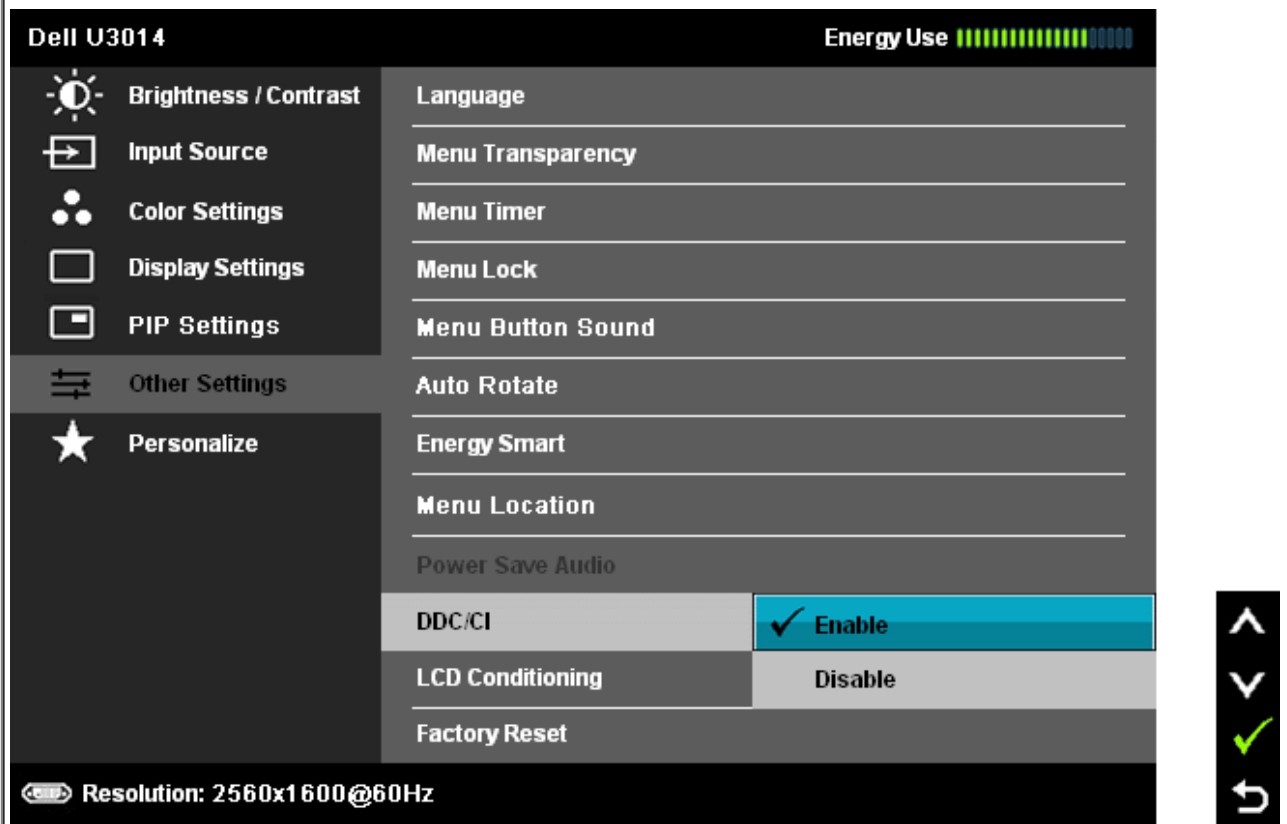 Dell U3014
Energy Use
Brightness / Contrast
Input Source
Color Settings
Display Settings
PIP Settings
Other Settings
Personalize
Language
Menu Transparency
Menu Timer
Menu Lock
Menu Button Sound
Auto Rotate
Energy Smart
Menu Location
Power Save Audio
DDC/CI
Enable
LCD Conditioning
Disable
Factory Reset
Resolution: 2560x1600@60Hz